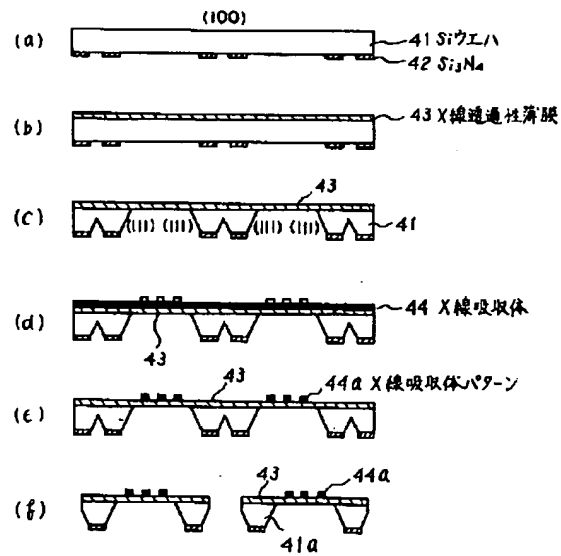 (100)
(a)
41 Siウエハ
42 Si3N4
(b)
43 X線透過性薄膜
(c)
43
(111) (111) (111) (111)
41
(d)
44 X線吸収体
43
(e)
43
44a X線吸収体パターン
(f)
43
44a
41a